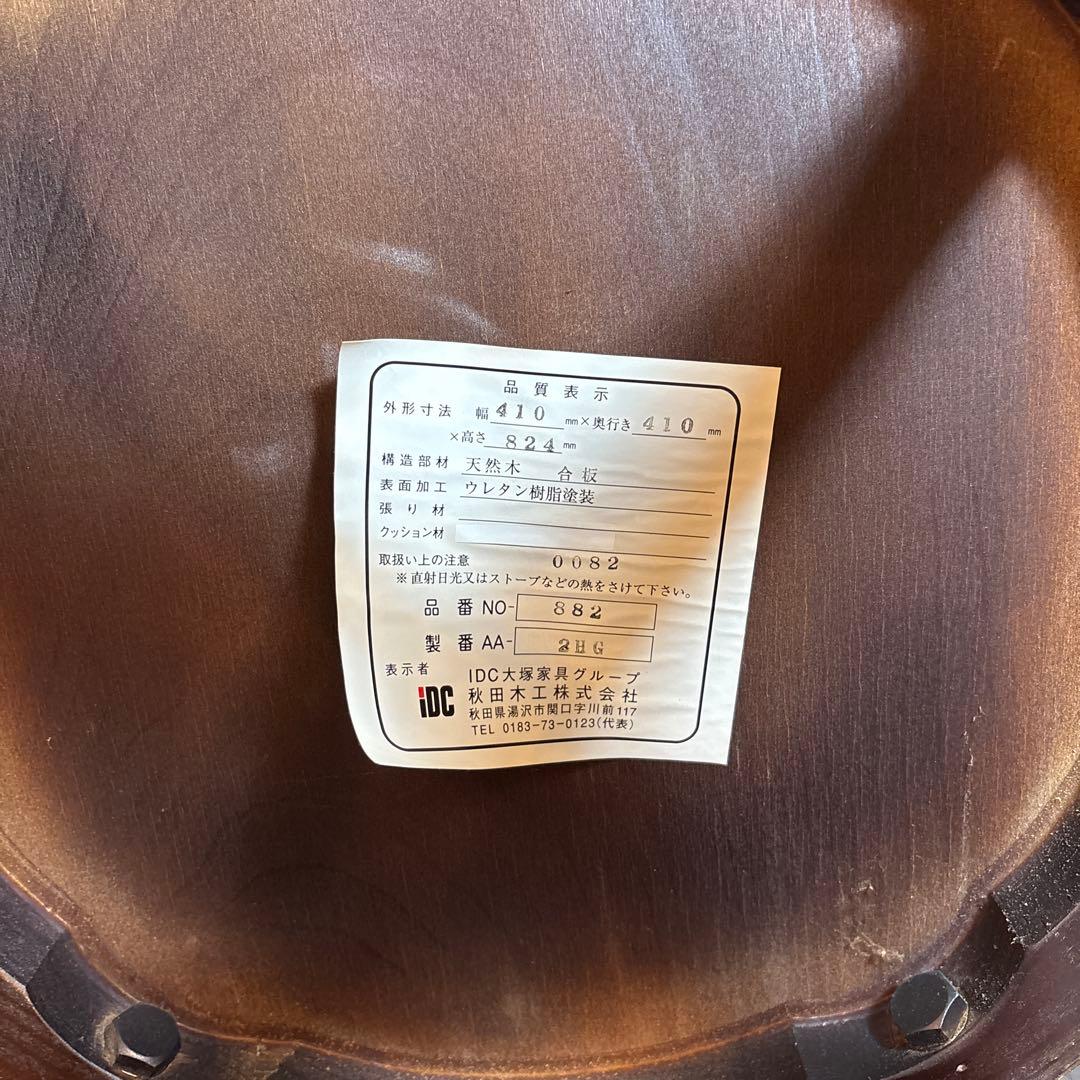 品質表示
外形寸法 幅 410 mm×奥行き 410 mm
×高さ 824 mm
構造部材 天然木 合板
表面加工 ウレタン樹脂塗装
張り材
クッション材
取扱い上の注意 0082
※直射日光又はストーブなどの熱をさけて下さい。
品番 NO- 882
製番 AA- 2HG
表示者 IDC大塚家具グループ
iDC 秋田木工株式会社
秋田県湯沢市関口字川前117
TEL 0183-73-0123(代表)